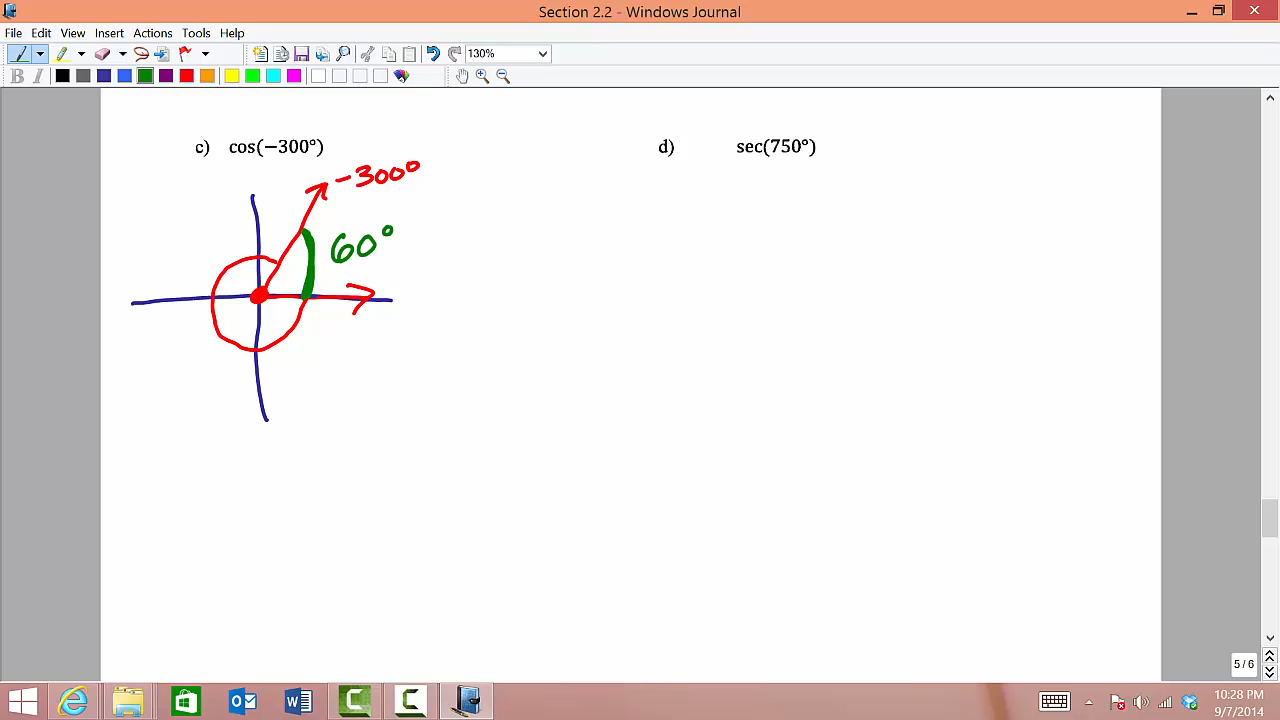 Section 2.2 - Windows Journal
File Edit View Insert Actions Tools Help
130%
B I
c) cos(−300°)
d) sec(750°)
-300°
60°
5 / 6
10:28 PM
9/7/2014